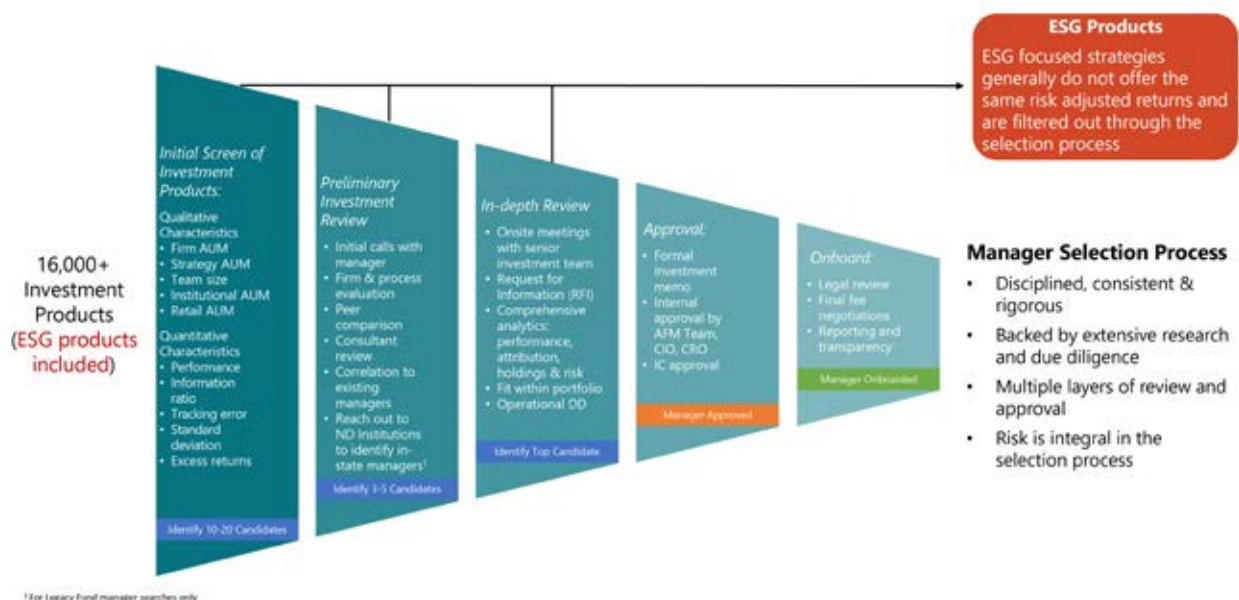 ESG Products
ESG focused strategies
generally do not offer the
same risk adjusted returns and
are filtered out through the
selection process
16,000+
Investment
Products
(ESG products
included)
Initial Screen of
Investment
Products:
Qualitative
Characteristics
• Firm AUM
• Strategy AUM
• Team size
• Institutional AUM
• Retail AUM
Quantitative
Characteristics
• Performance
• Information
ratio
• Tracking error
• Standard
deviation
• Excess returns
Identify 10-20 Candidates
Preliminary
Investment
Review
• Initial calls with
manager
• Firm & process
evaluation
• Peer
comparison
• Consultant
review
• Correlation to
existing
managers
• Reach out to
ND Institutions
to identify in-
state managers¹
Identify 3-5 Candidates
In-depth Review
• Onsite meetings
with senior
investment team
• Request for
Information (RFI)
• Comprehensive
analytics:
performance,
attribution,
holdings & risk
• Fit within portfolio
• Operational DD
Identify Top Candidate
Approval:
• Formal
investment
memo
• Internal
approval by
AFM Team,
CIO, CRO
• IC approval
Manager Approved
Onboard:
• Legal review
• Final fee
negotiations
• Reporting and
transparency
Manager Onboarded
Manager Selection Process
• Disciplined, consistent &
rigorous
• Backed by extensive research
and due diligence
• Multiple layers of review and
approval
• Risk is integral in the
selection process
¹ For Legacy Fund manager searches only